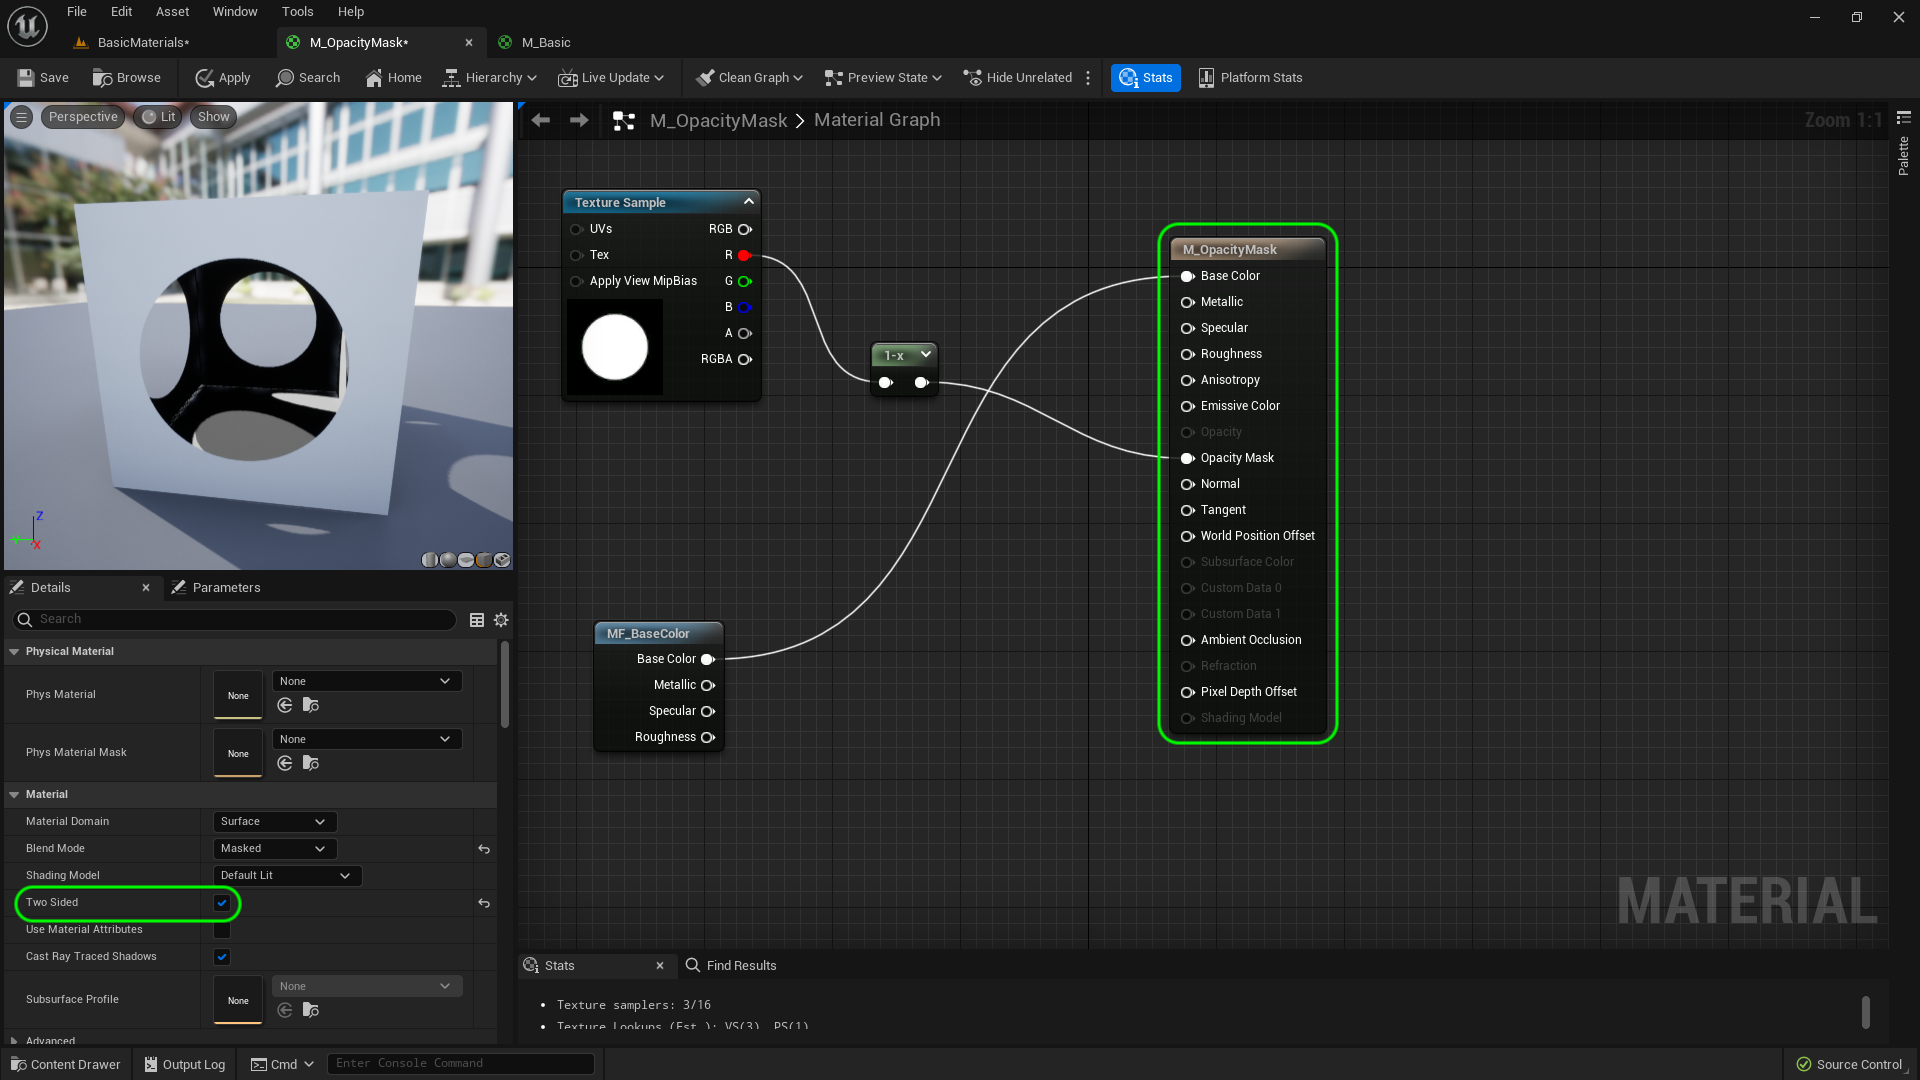 File Edit Asset Window Tools Help
BasicMaterials* M_OpacityMask* M_Basic
Save Browse Apply Search Home Hierarchy Live Update Clean Graph Preview State Hide Unrelated Stats Platform Stats
Perspective Lit Show
Z
Y
X
M_OpacityMask Material Graph
Zoom 1:1
Palette
Texture Sample
UVs RGB
Tex R
Apply View MipBias G
B
A
RGBA
1-x
MF_BaseColor
Base Color
Metallic
Specular
Roughness
M_OpacityMask
Base Color
Metallic
Specular
Roughness
Anisotropy
Emissive Color
Opacity
Opacity Mask
Normal
Tangent
World Position Offset
Subsurface Color
Custom Data 0
Custom Data 1
Ambient Occlusion
Refraction
Pixel Depth Offset
Shading Model
MATERIAL
Details Parameters
Search
Physical Material
Phys Material None None
Phys Material Mask None None
Material
Material Domain Surface
Blend Mode Masked
Shading Model Default Lit
Two Sided
Use Material Attributes
Cast Ray Traced Shadows
Subsurface Profile None None
Advanced
Stats Find Results
Texture samplers: 3/16
Texture Lookups (Est.): VS(3), PS(1)
Content Drawer Output Log Cmd Enter Console Command Source Control